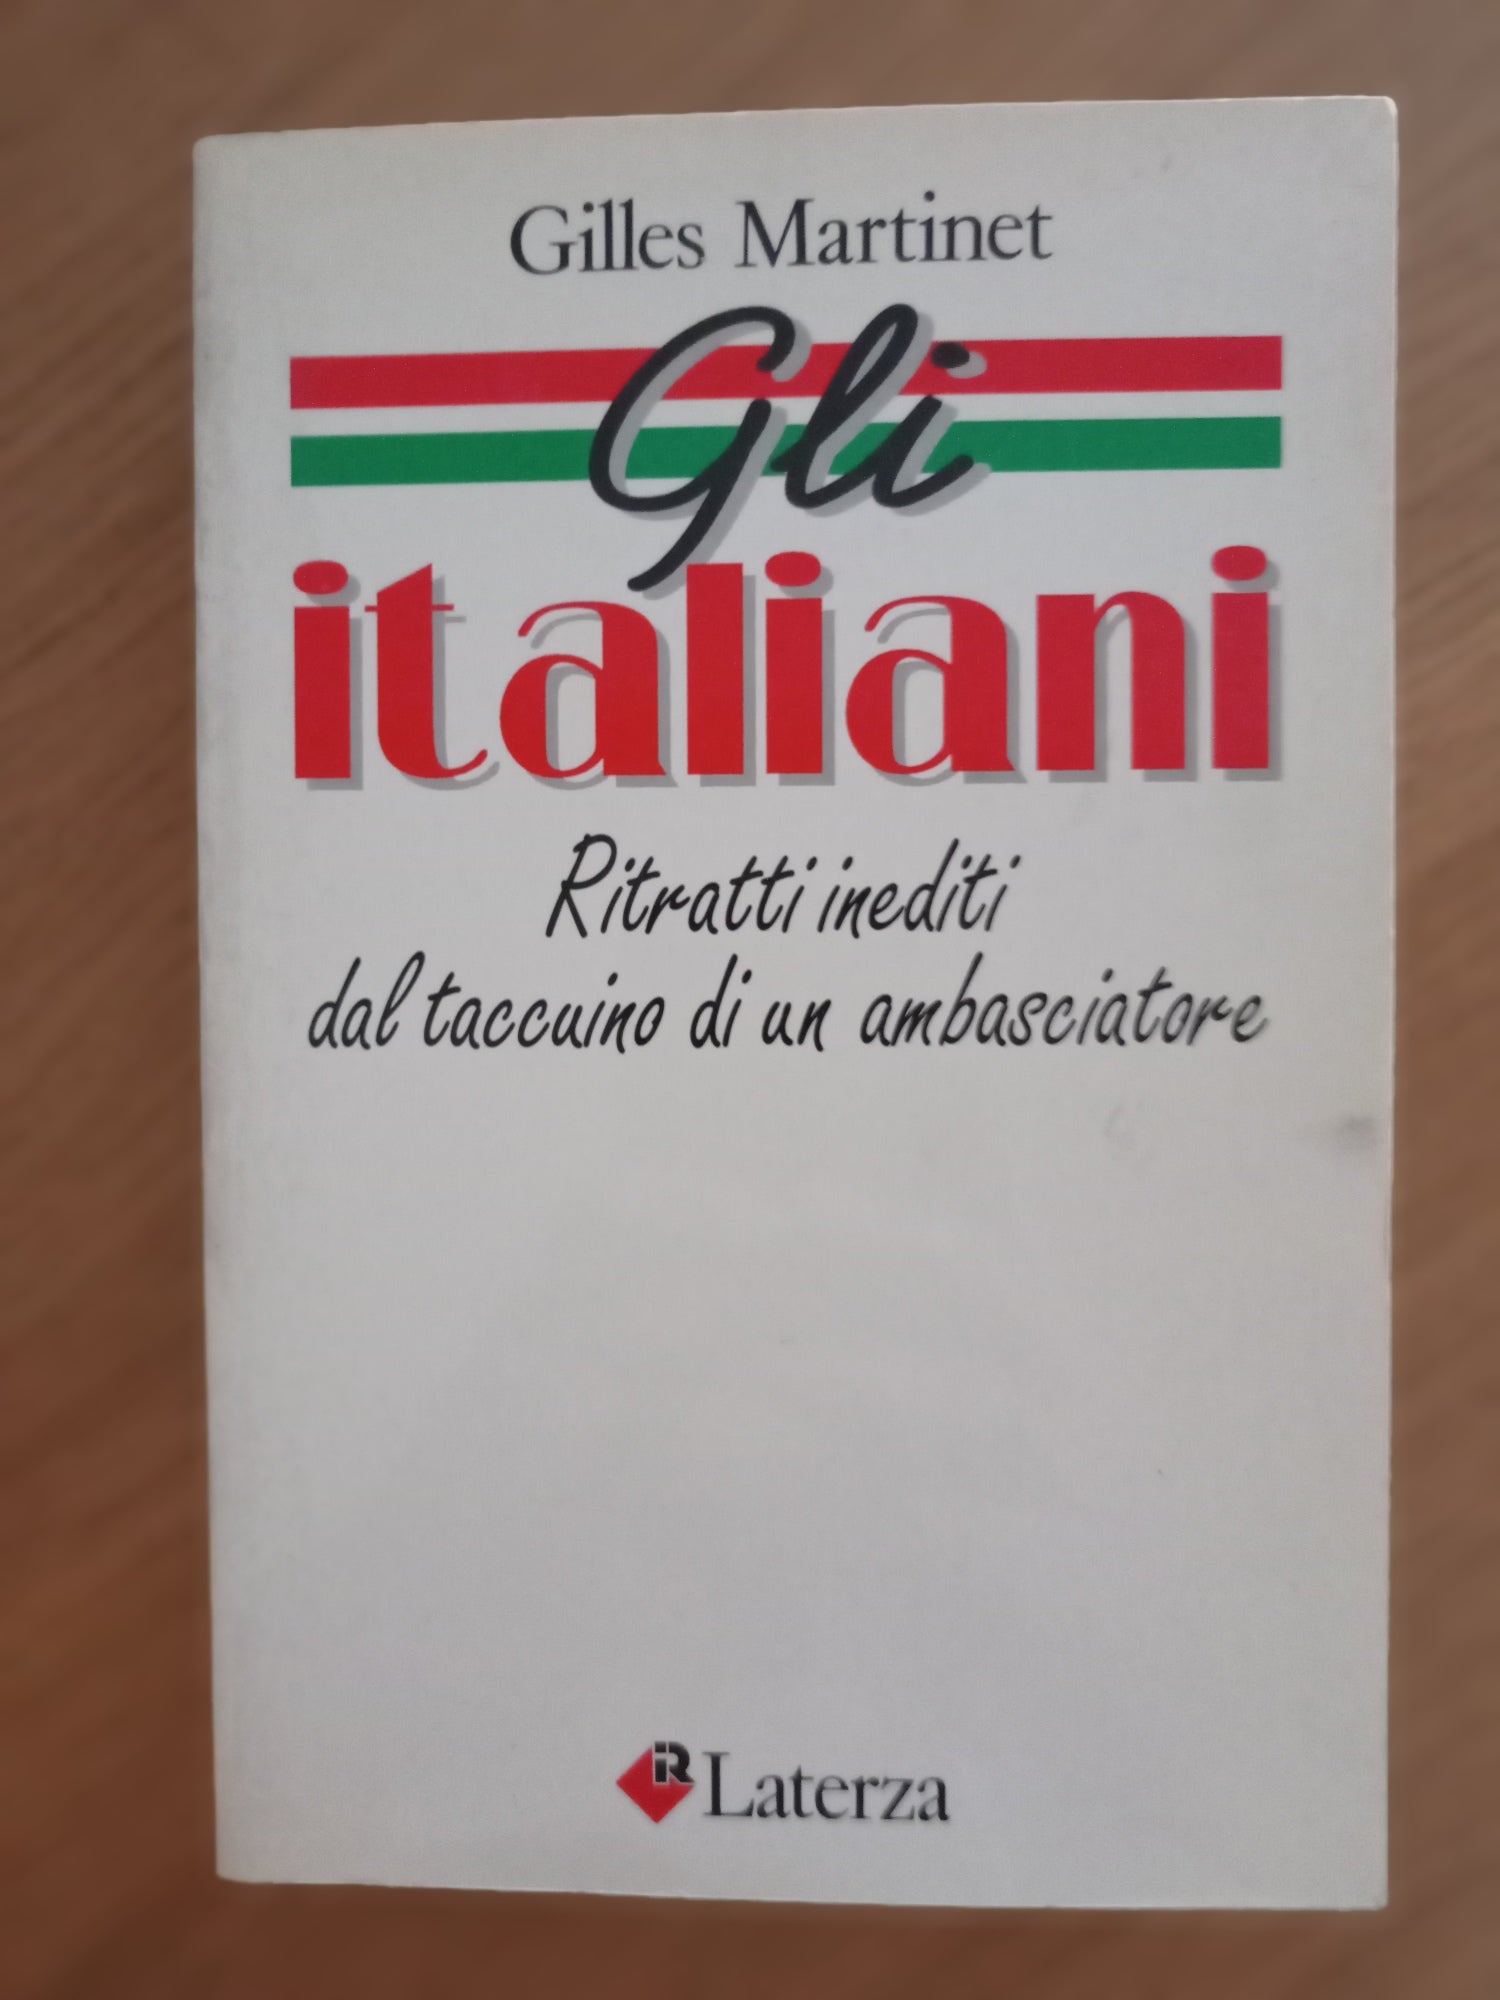 Gilles Martinet
Gli
italiani
Ritratti inediti
dal taccuino di un ambasciatore
Laterza